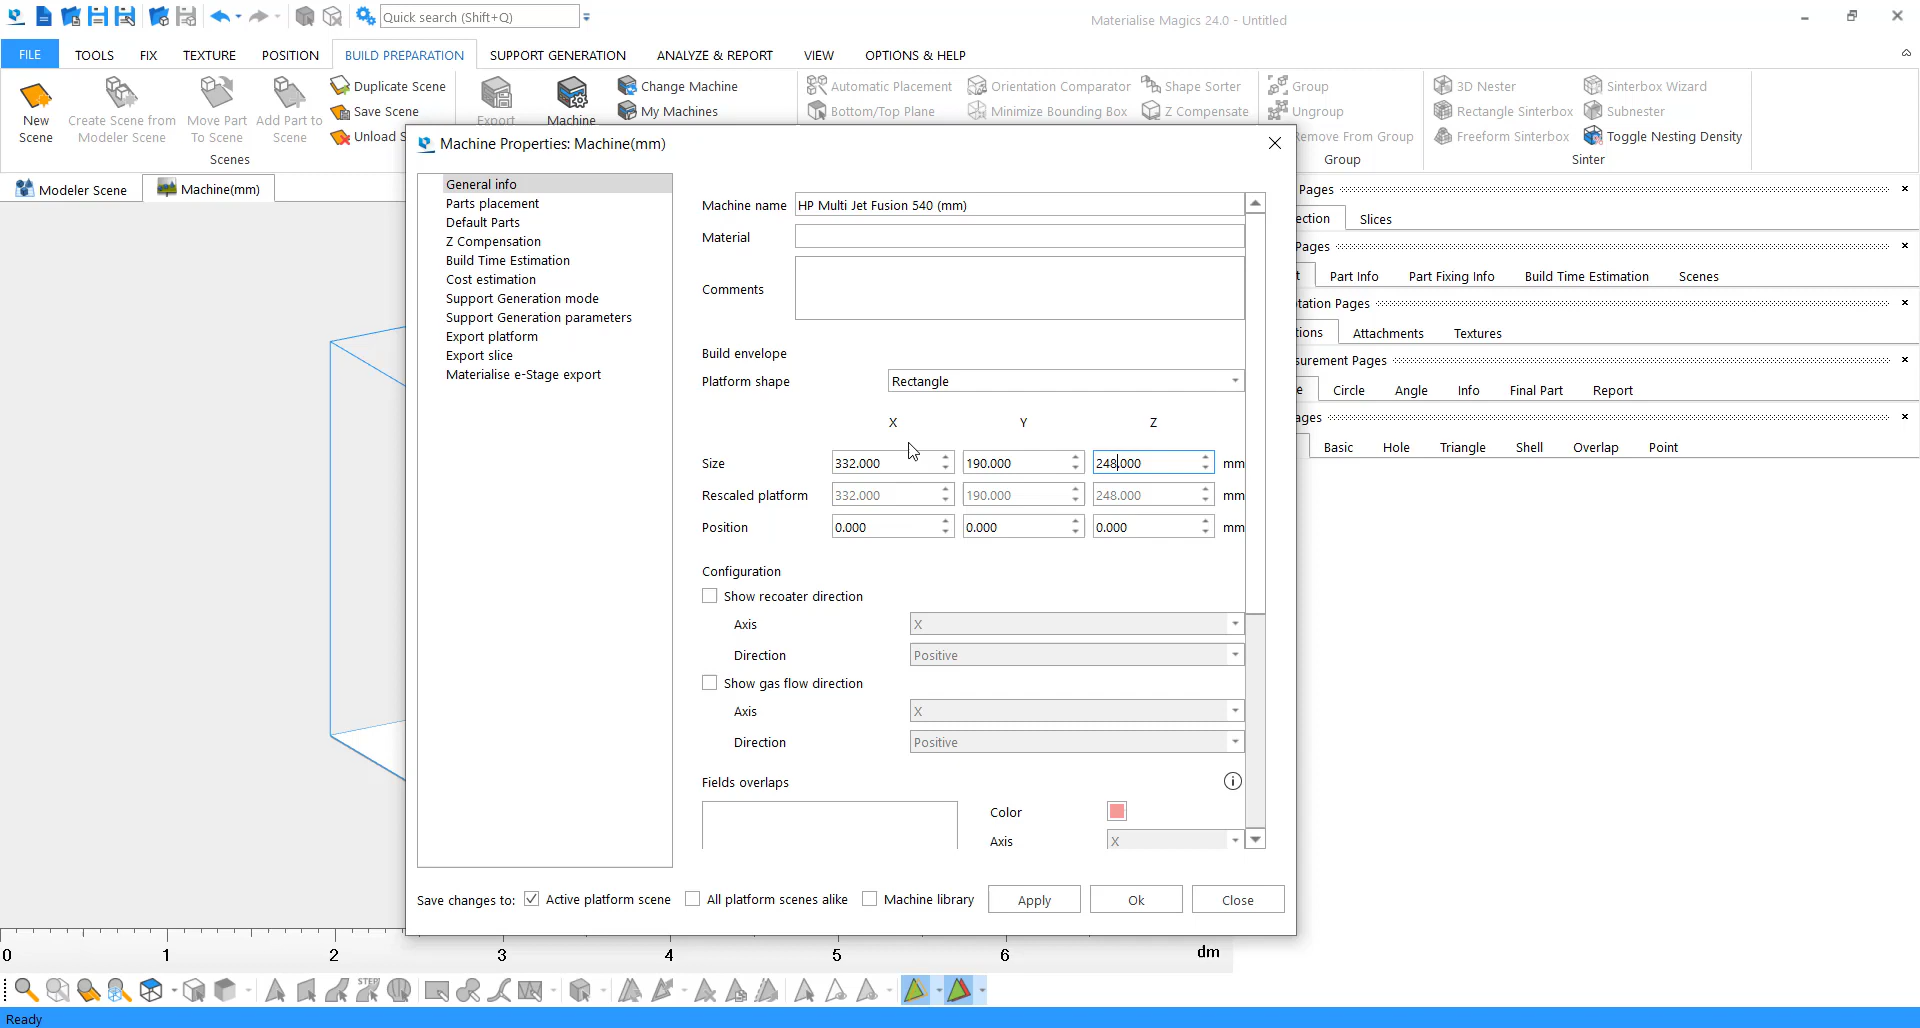 Quick search (Shift+Q)
Materialise Magics 24.0 - Untitled
FILE TOOLS FIX TEXTURE POSITION BUILD PREPARATION SUPPORT GENERATION ANALYZE & REPORT VIEW OPTIONS & HELP
New Scene
Create Scene from Modeler Scene
Move Part To Scene
Add Part to Scene
Duplicate Scene
Save Scene
Unload S
Scenes
Export
Machine
Change Machine
My Machines
Automatic Placement
Bottom/Top Plane
Orientation Comparator
Minimize Bounding Box
Shape Sorter
Z Compensate
Group
Ungroup
Remove From Group
Group
3D Nester
Rectangle Sinterbox
Freeform Sinterbox
Sinterbox Wizard
Subnester
Toggle Nesting Density
Sinter
Modeler Scene
Machine(mm)
Machine Properties: Machine(mm)
General info
Parts placement
Default Parts
Z Compensation
Build Time Estimation
Cost estimation
Support Generation mode
Support Generation parameters
Export platform
Export slice
Materialise e-Stage export
Machine name HP Multi Jet Fusion 540 (mm)
Material
Comments
Build envelope
Platform shape Rectangle
X Y Z
Size 332.000 190.000 248.000 mm
Rescaled platform 332.000 190.000 248.000 mm
Position 0.000 0.000 0.000 mm
Configuration
Show recoater direction
Axis X
Direction Positive
Show gas flow direction
Axis X
Direction Positive
Fields overlaps
Color
Axis X
Save changes to: Active platform scene All platform scenes alike Machine library Apply Ok Close
Pages
ection Slices
Pages
t Part Info Part Fixing Info Build Time Estimation Scenes
tation Pages
tions Attachments Textures
surement Pages
e Circle Angle Info Final Part Report
ages
Basic Hole Triangle Shell Overlap Point
0 1 2 3 4 5 6 dm
STEP
Ready